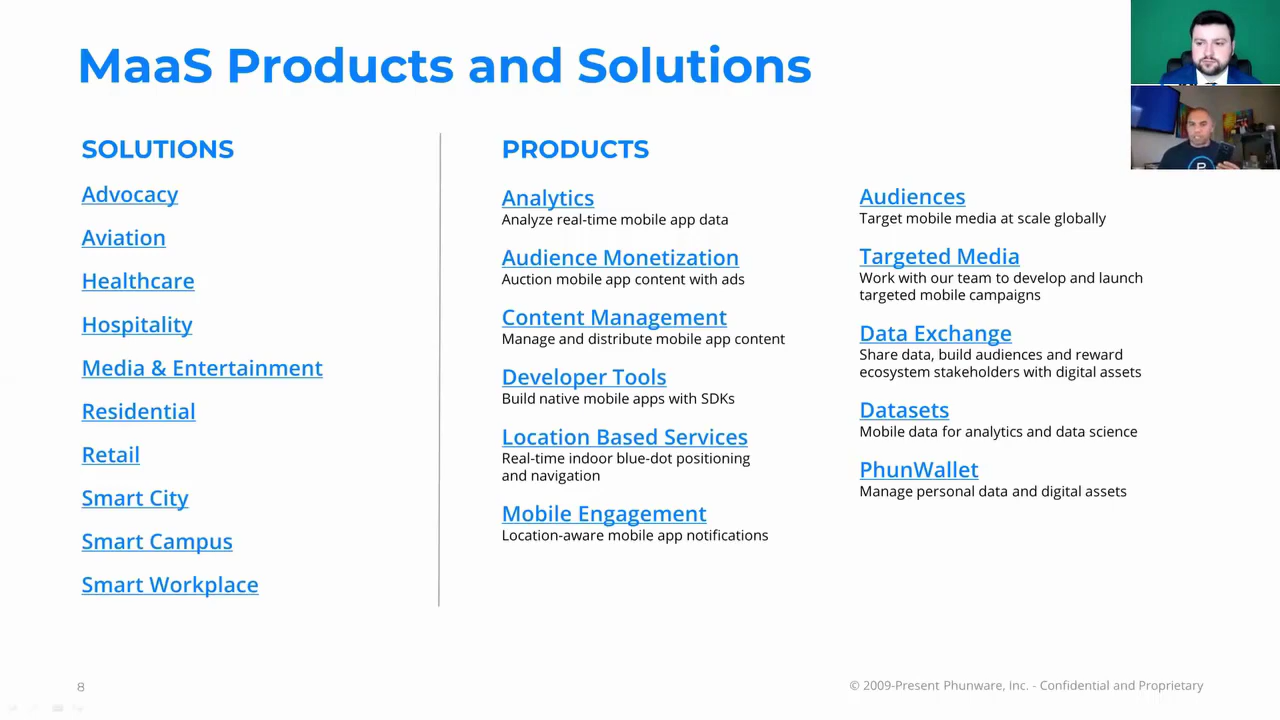 MaaS Products and Solutions
SOLUTIONS
Advocacy
Aviation
Healthcare
Hospitality
Media & Entertainment
Residential
Retail
Smart City
Smart Campus
Smart Workplace
PRODUCTS
Analytics
Analyze real-time mobile app data
Audience Monetization
Auction mobile app content with ads
Content Management
Manage and distribute mobile app content
Developer Tools
Build native mobile apps with SDKs
Location Based Services
Real-time indoor blue-dot positioning
and navigation
Mobile Engagement
Location-aware mobile app notifications
Audiences
Target mobile media at scale globally
Targeted Media
Work with our team to develop and launch
targeted mobile campaigns
Data Exchange
Share data, build audiences and reward
ecosystem stakeholders with digital assets
Datasets
Mobile data for analytics and data science
PhunWallet
Manage personal data and digital assets
8
© 2009-Present Phunware, Inc. - Confidential and Proprietary